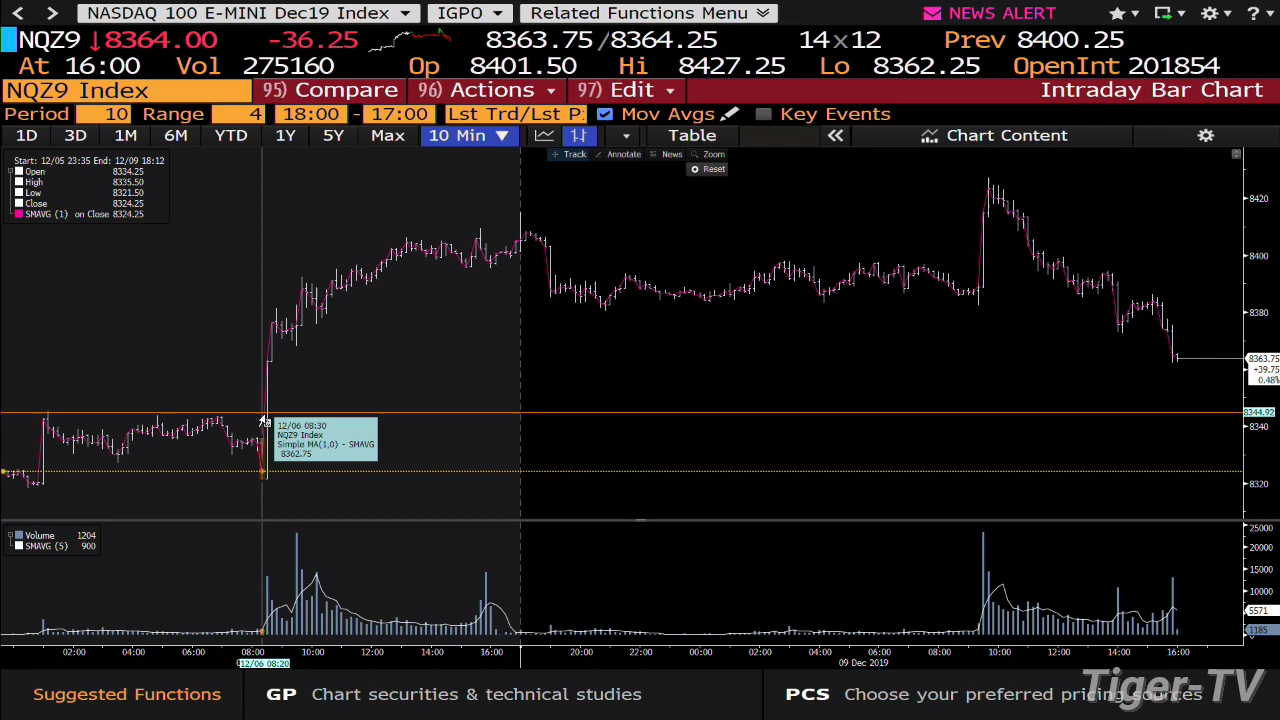 NASDAQ 100 E-MINI Dec19 Index IGPO Related Functions Menu NEWS ALERT
NQZ9 ↓8364.00 -36.25 8363.75/8364.25 14x12 Prev 8400.25
At 16:00 Vol 275160 Op 8401.50 Hi 8427.25 Lo 8362.25 OpenInt 201854
NQZ9 Index 95) Compare 96) Actions 97) Edit Intraday Bar Chart
Period 10 Range 4 18:00 - 17:00 Lst Trd/Lst P Mov Avgs Key Events
1D 3D 1M 6M YTD 1Y 5Y Max 10 Min ▼ Table « Chart Content
Track Annotate News Zoom
Reset
Start: 12/05 23:35 End: 12/09 18:12
Open 8334.25
High 8335.50
Low 8321.50
Close 8324.25
SMAVG (1) on Close 8324.25
8420
8400
8380
8363.75
+39.75
0.48%
8344.92
8340
8320
12/06 08:30
NQZ9 Index
Simple MA(1,0) - SMAVG
8362.75
Volume 1204
SMAVG (5) 900
25000
20000
15000
10000
5571
1185
02:00 04:00 06:00 08:00 10:00 12:00 14:00 16:00 20:00 22:00 00:00 02:00 04:00 06:00 08:00 10:00 12:00 14:00 16:00
12/06 08:20 09 Dec 2019
Suggested Functions GP Chart securities & technical studies PCS Choose your preferred pricing sources
Tiger-TV